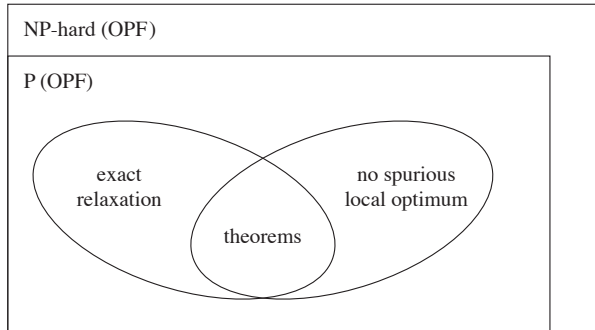 NP-hard (OPF)
P (OPF)
exact
relaxation
no spurious
local optimum
theorems